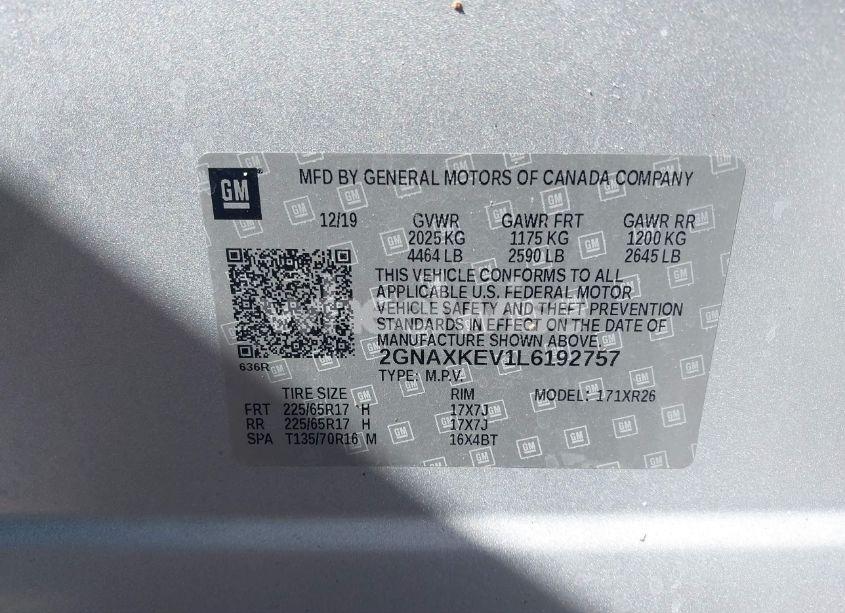 GM
MFD BY GENERAL MOTORS OF CANADA COMPANY
12/19 GVWR GAWR FRT GAWR RR
2025 KG 1175 KG 1200 KG
4464 LB 2590 LB 2645 LB
THIS VEHICLE CONFORMS TO ALL
APPLICABLE U.S. FEDERAL MOTOR
VEHICLE SAFETY AND THEFT PREVENTION
STANDARDS IN EFFECT ON THE DATE OF
MANUFACTURE SHOWN ABOVE.
2GNAXKEV1L6192757
636R
TYPE: M.P.V.
TIRE SIZE RIM MODEL: 171XR26
FRT 225/65R17 H 17X7J
RR 225/65R17 H 17X7J
SPA T135/70R16 M 16X4BT